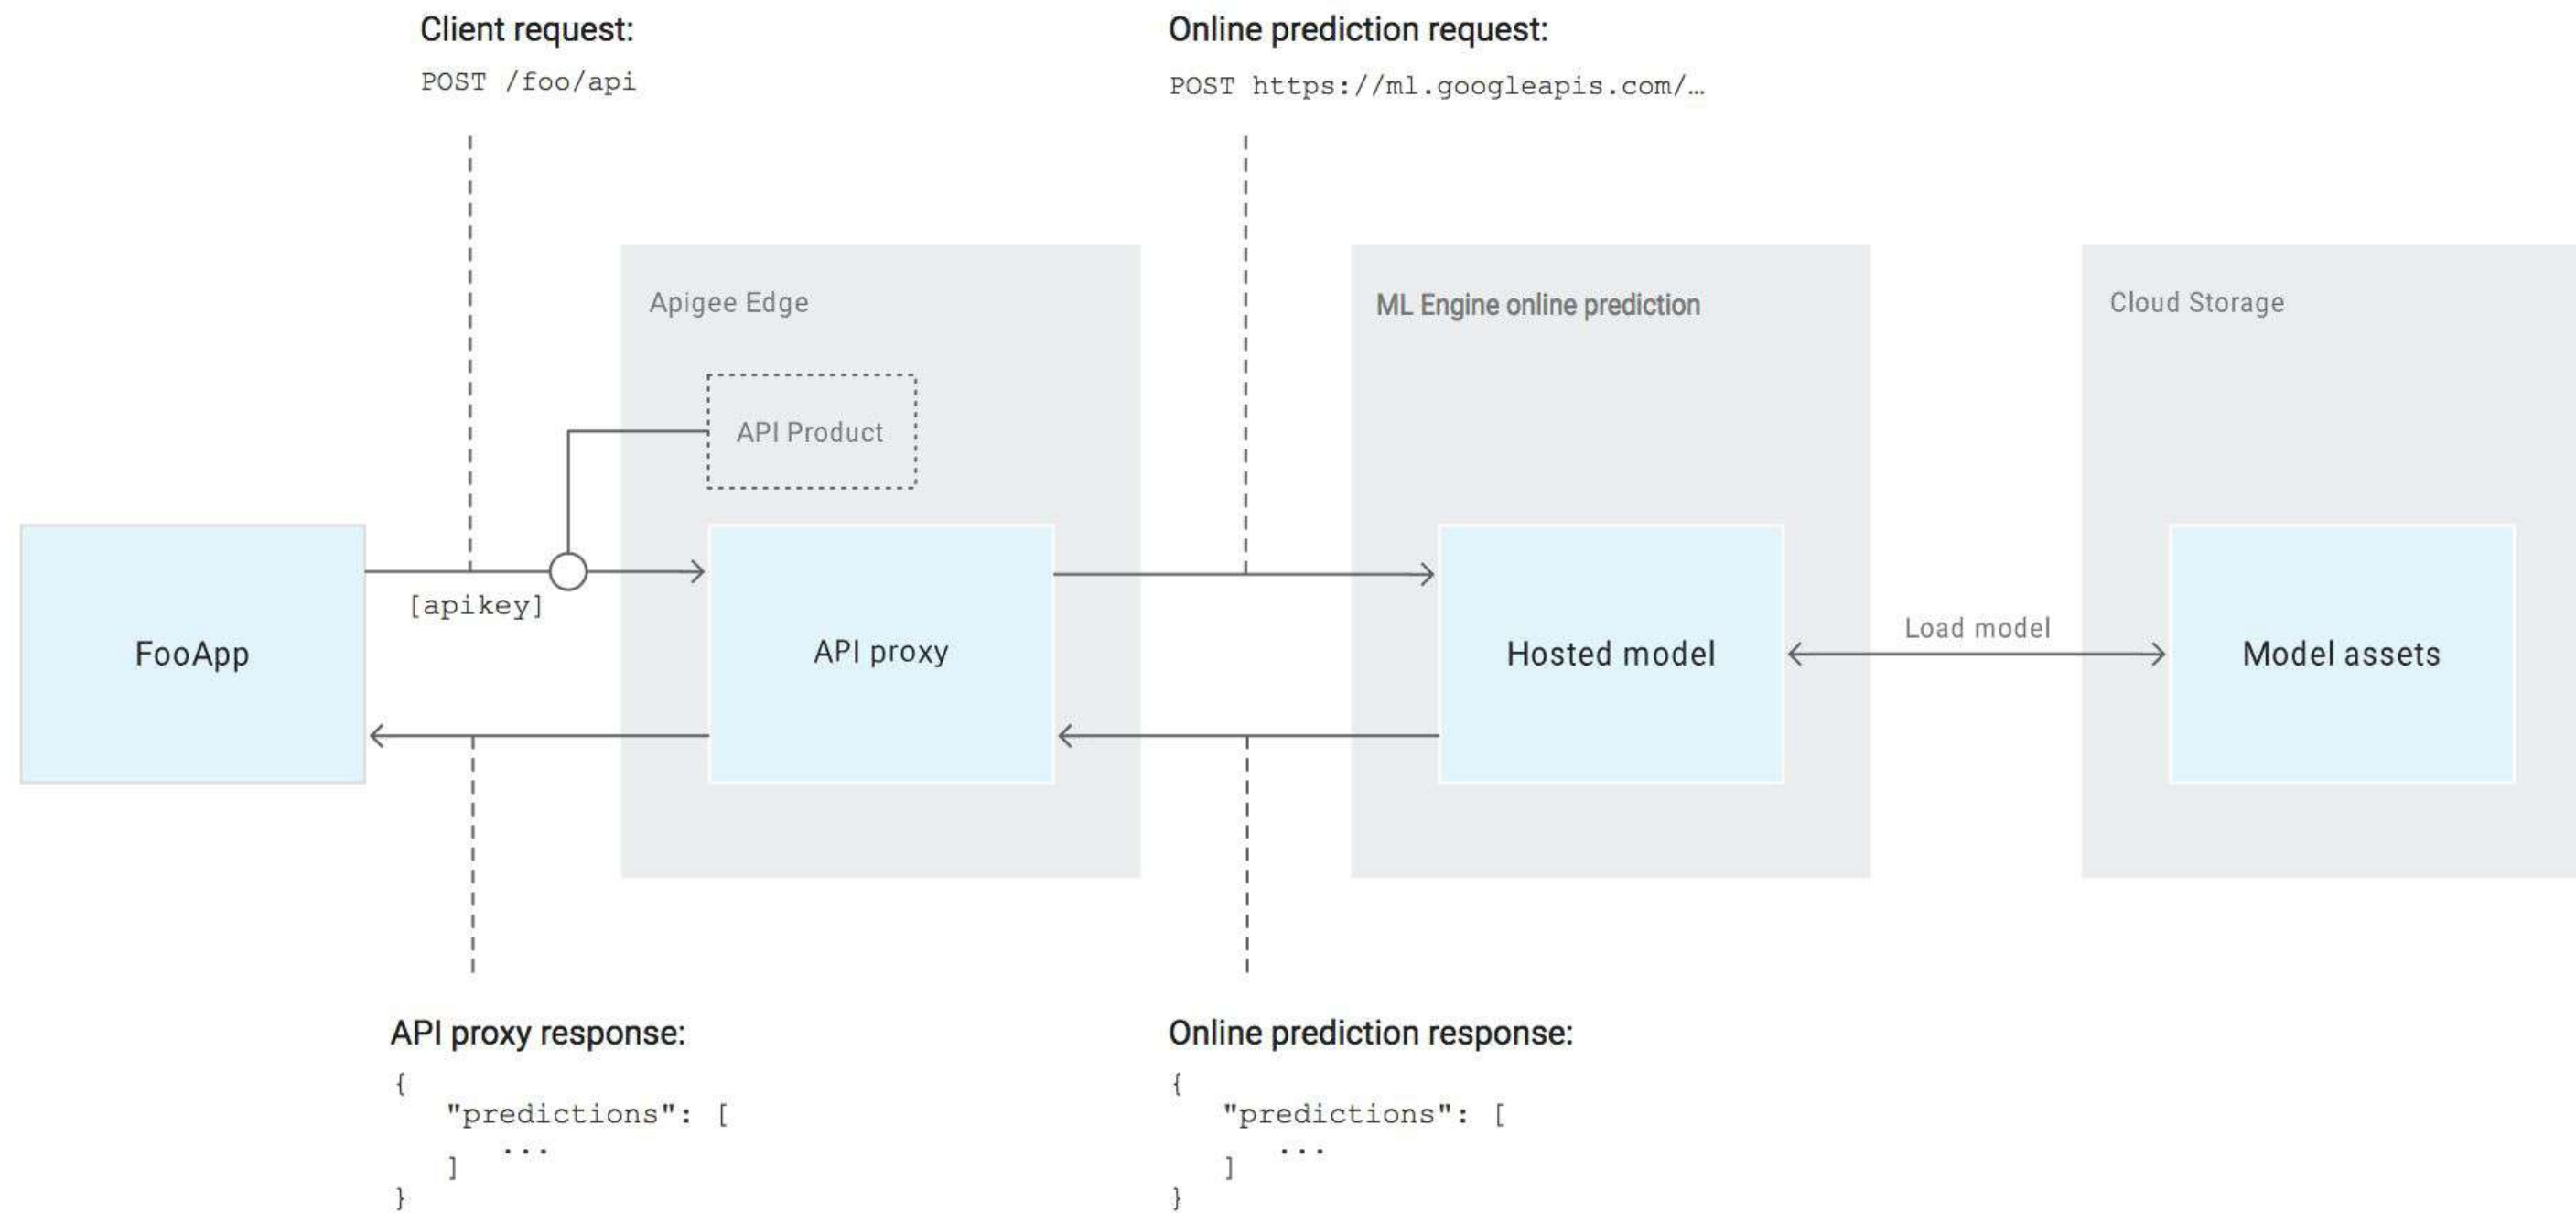 Client request:
POST /foo/api
Online prediction request:
POST https://ml.googleapis.com/…
Apigee Edge
ML Engine online prediction
Cloud Storage
API Product
[apikey]
FooApp
API proxy
Hosted model
Load model
Model assets
API proxy response:
{
"predictions": [
...
]
}
Online prediction response:
{
"predictions": [
...
]
}